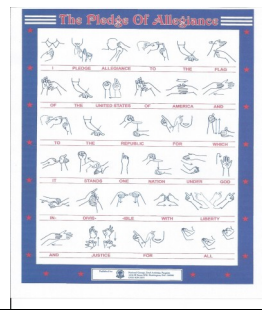 The Pledge Of Allegiance
I PLEDGE ALLEGIANCE TO THE FLAG
OF THE UNITED STATES OF AMERICA AND
TO THE REPUBLIC FOR WHICH
IT STANDS ONE NATION UNDER GOD
IN- DIVIS- -IBLE WITH LIBERTY
AND JUSTICE FOR ALL